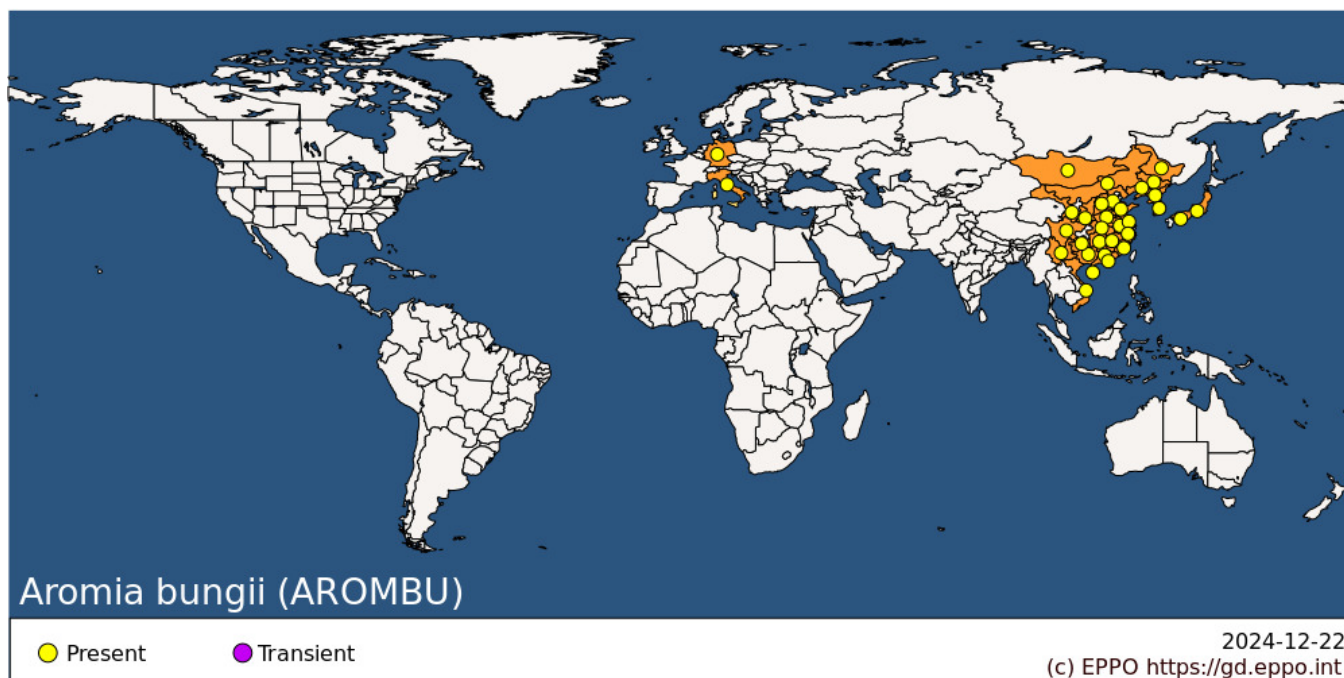 Aromia bungii (AROMBU)
Present
Transient
2024-12-22
(c) EPPO https://gd.eppo.int